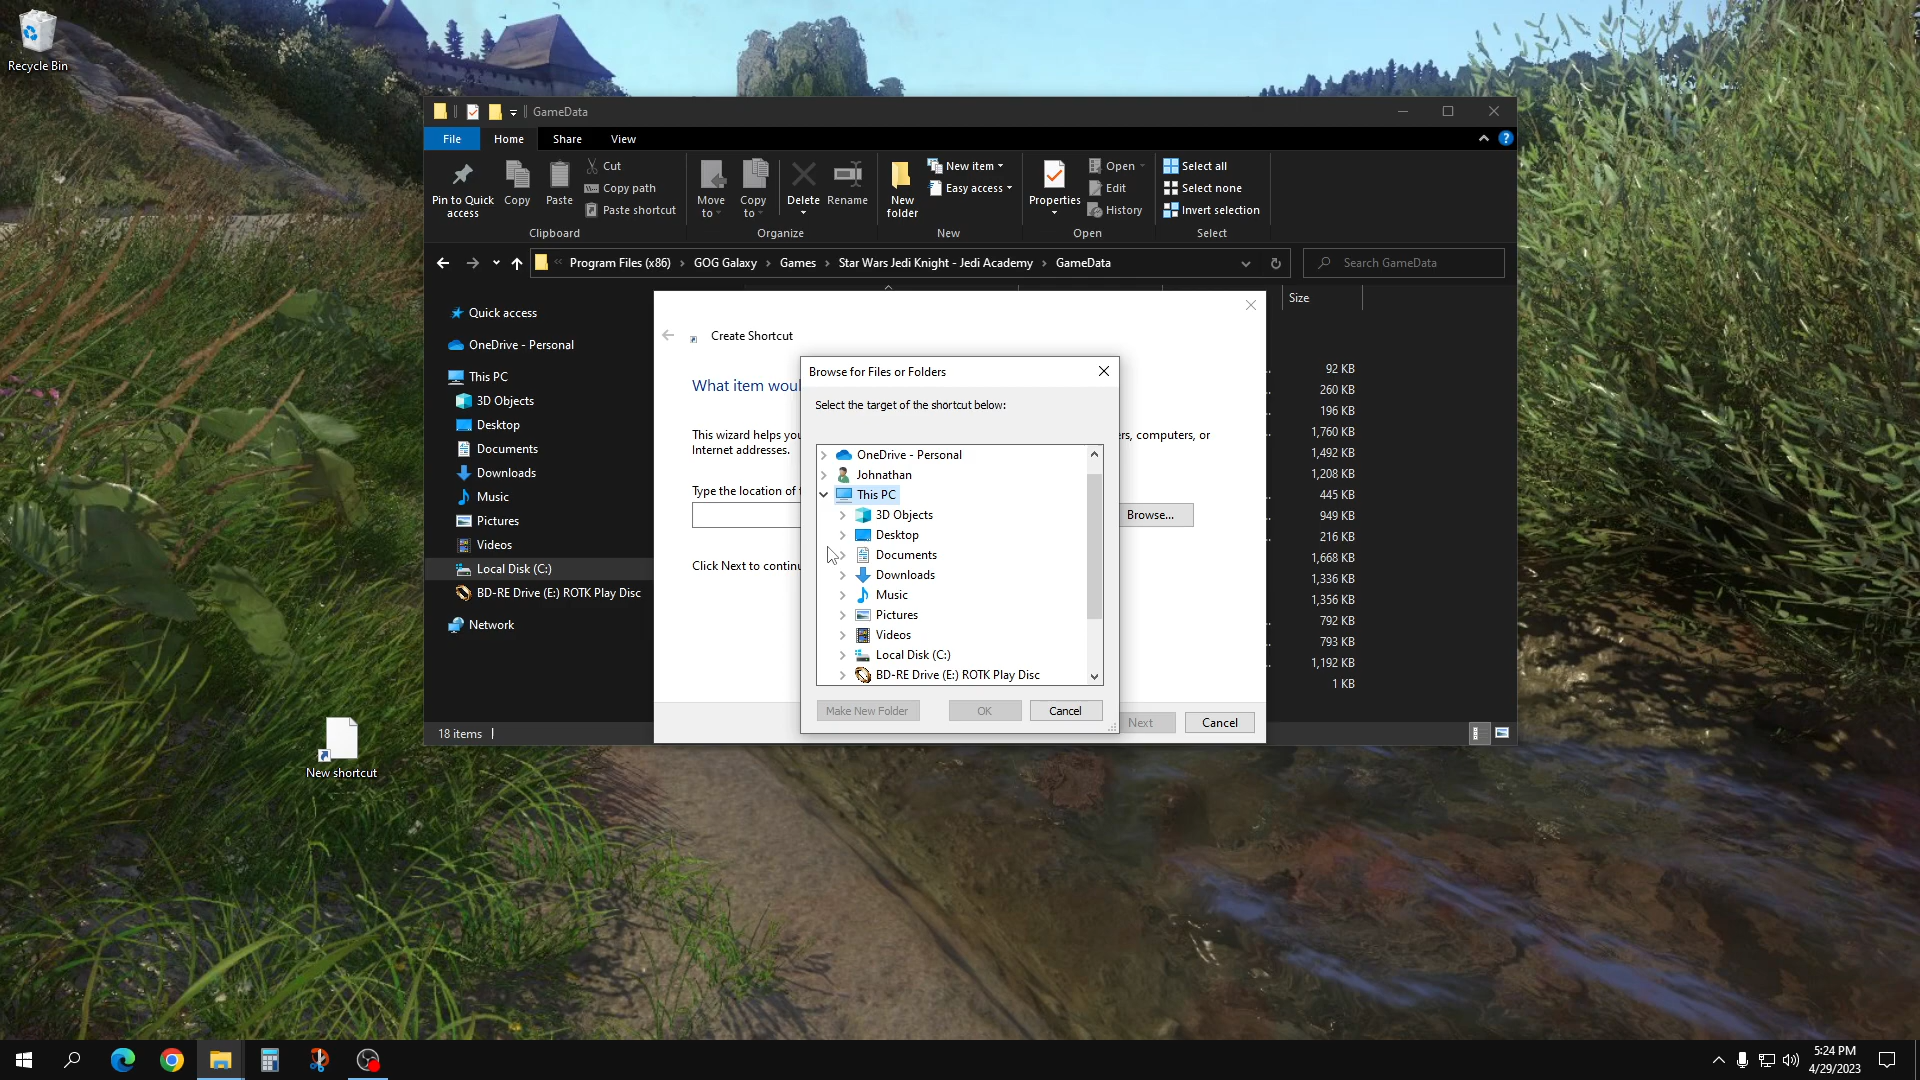 Recycle Bin
GameData
File
Home
Share
View
Pin to Quick access
Copy
Paste
Cut
Copy path
Paste shortcut
Clipboard
Move to
Copy to
Delete
Rename
Organize
New folder
New item
Easy access
New
Properties
Open
Edit
History
Open
Select all
Select none
Invert selection
Select
Program Files (x86)
GOG Galaxy
Games
Star Wars Jedi Knight - Jedi Academy
GameData
Search GameData
Quick access
OneDrive - Personal
This PC
3D Objects
Desktop
Documents
Downloads
Music
Pictures
Videos
Local Disk (C:)
BD-RE Drive (E:) ROTK Play Disc
Network
18 items
Size
92 KB
260 KB
196 KB
1,760 KB
1,492 KB
1,208 KB
445 KB
949 KB
216 KB
1,668 KB
1,336 KB
1,356 KB
792 KB
793 KB
1,192 KB
1 KB
Create Shortcut
What item woul
This wizard helps you
rs, computers, or
Internet addresses.
Type the location of t
Browse...
Click Next to continu
Next
Cancel
Browse for Files or Folders
Select the target of the shortcut below:
OneDrive - Personal
Johnathan
This PC
3D Objects
Desktop
Documents
Downloads
Music
Pictures
Videos
Local Disk (C:)
BD-RE Drive (E:) ROTK Play Disc
Make New Folder
OK
Cancel
New shortcut
5:24 PM
4/29/2023